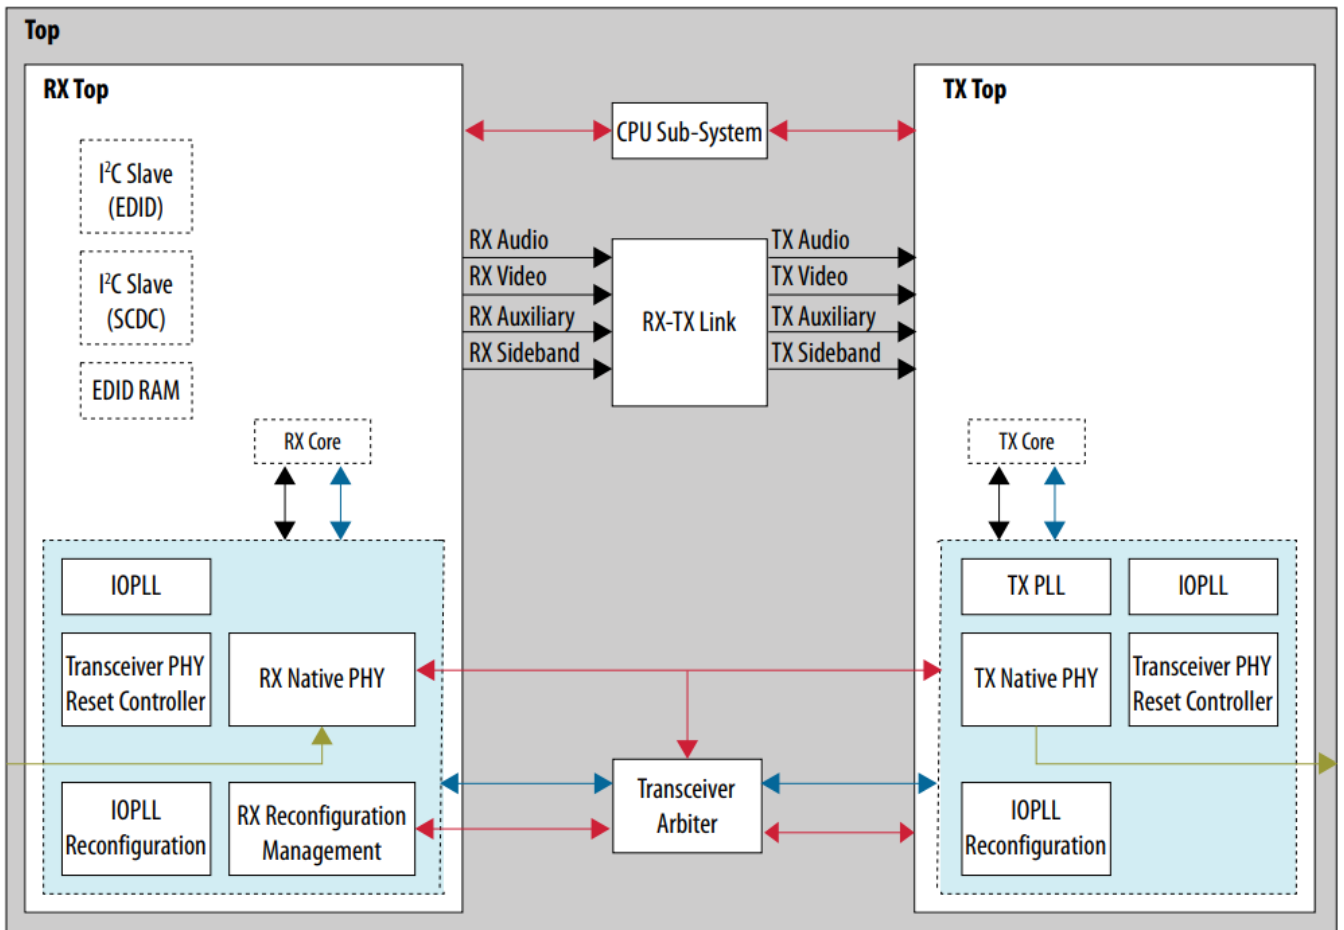 Top
RX Top
I²C Slave
(EDID)
I²C Slave
(SCDC)
EDID RAM
RX Core
IOPLL
Transceiver PHY
Reset Controller
RX Native PHY
IOPLL
Reconfiguration
RX Reconfiguration
Management
CPU Sub-System
RX Audio
RX Video
RX Auxiliary
RX Sideband
RX-TX Link
TX Audio
TX Video
TX Auxiliary
TX Sideband
Transceiver
Arbiter
TX Top
TX Core
TX PLL
IOPLL
TX Native PHY
Transceiver PHY
Reset Controller
IOPLL
Reconfiguration